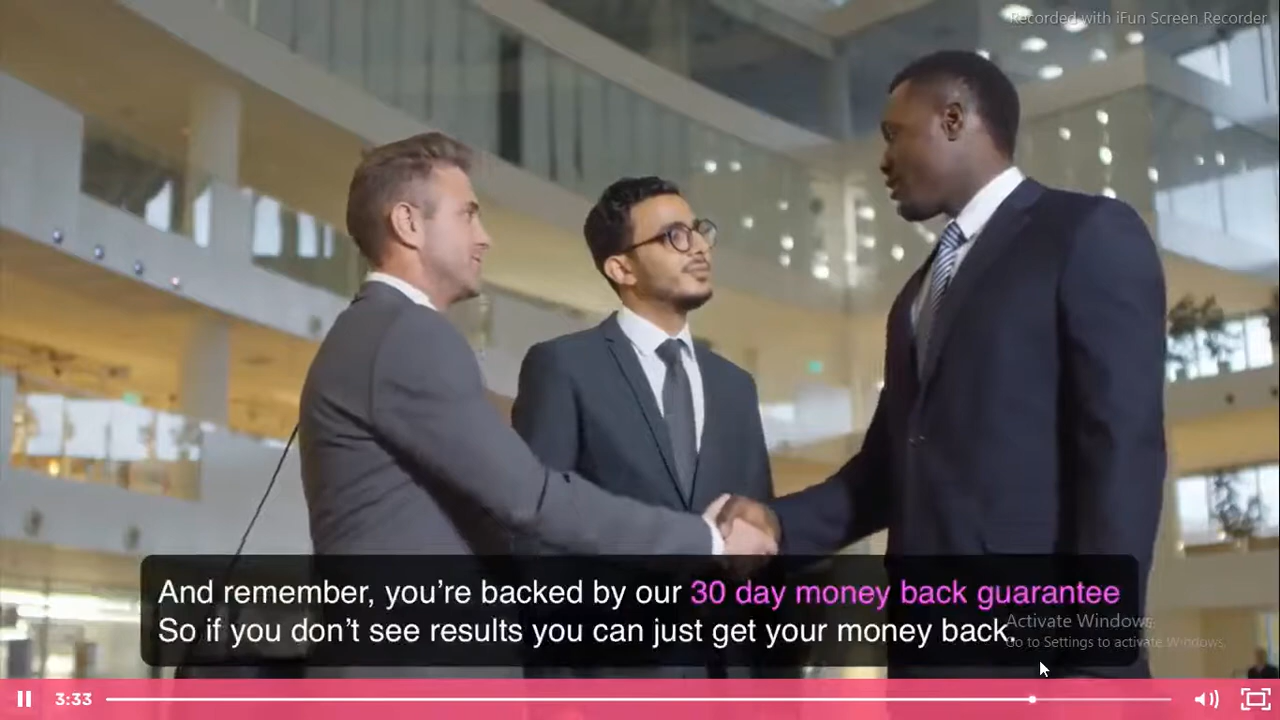 Recorded with iFun Screen Recorder
And remember, you’re backed by our 30 day money back guarantee
So if you don’t see results you can just get your money back.
Activate Windows
Go to Settings to activate Windows.
3:33